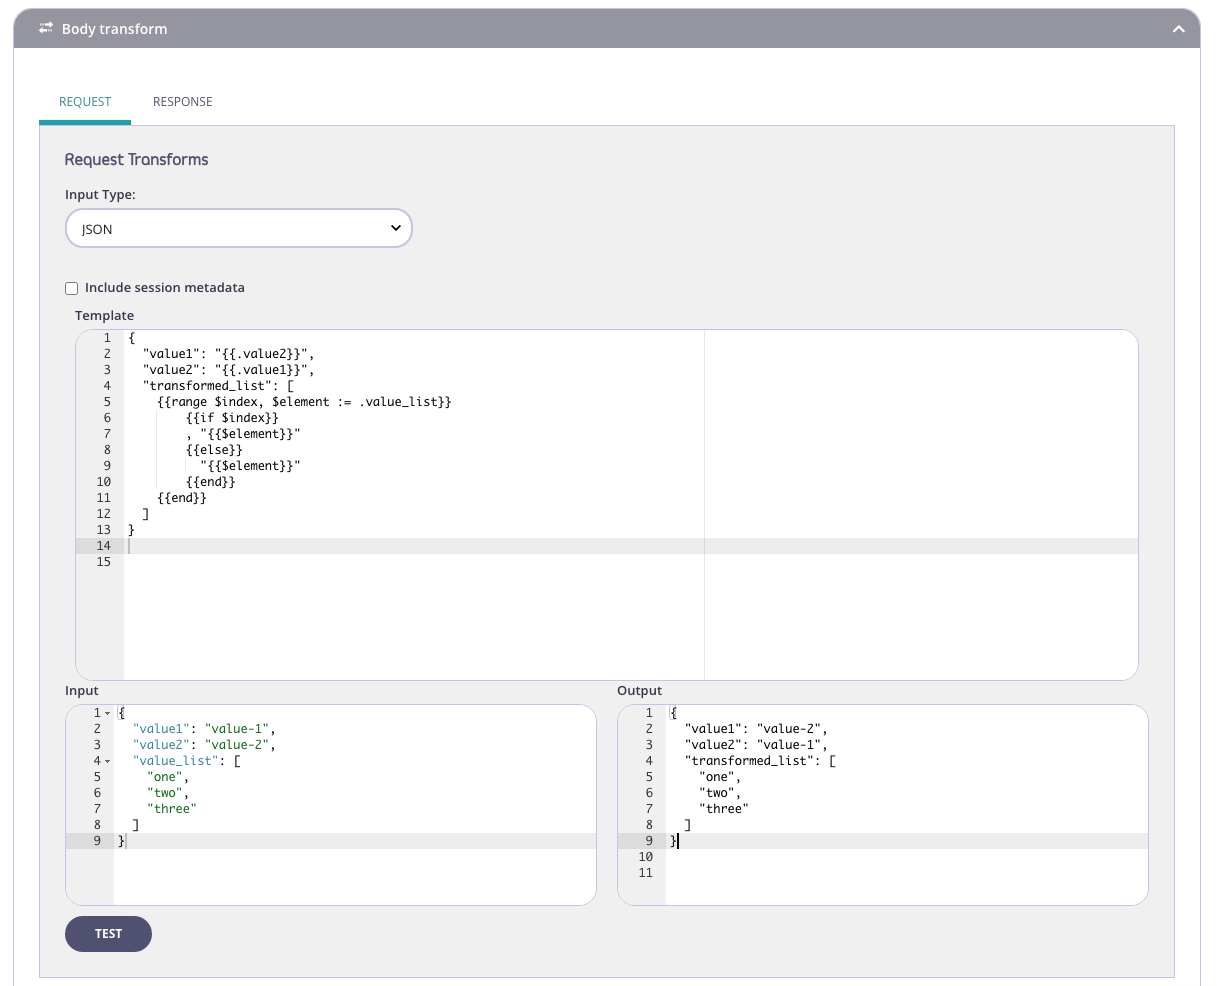 Body transform
REQUEST
RESPONSE
Request Transforms
Input Type:
JSON
Include session metadata
Template
1 {
2   "value1": "{{.value2}}",
3   "value2": "{{.value1}}",
4   "transformed_list": [
5     {{range $index, $element := .value_list}}
6         {{if $index}}
7         , "{{$element}}"
8         {{else}}
9           "{{$element}}"
10         {{end}}
11     {{end}}
12   ]
13 }
14
15
Input
1 {
2   "value1": "value-1",
3   "value2": "value-2",
4   "value_list": [
5     "one",
6     "two",
7     "three"
8   ]
9 }
Output
1 {
2   "value1": "value-2",
3   "value2": "value-1",
4   "transformed_list": [
5     "one",
6     "two",
7     "three"
8   ]
9 }
10
11
TEST